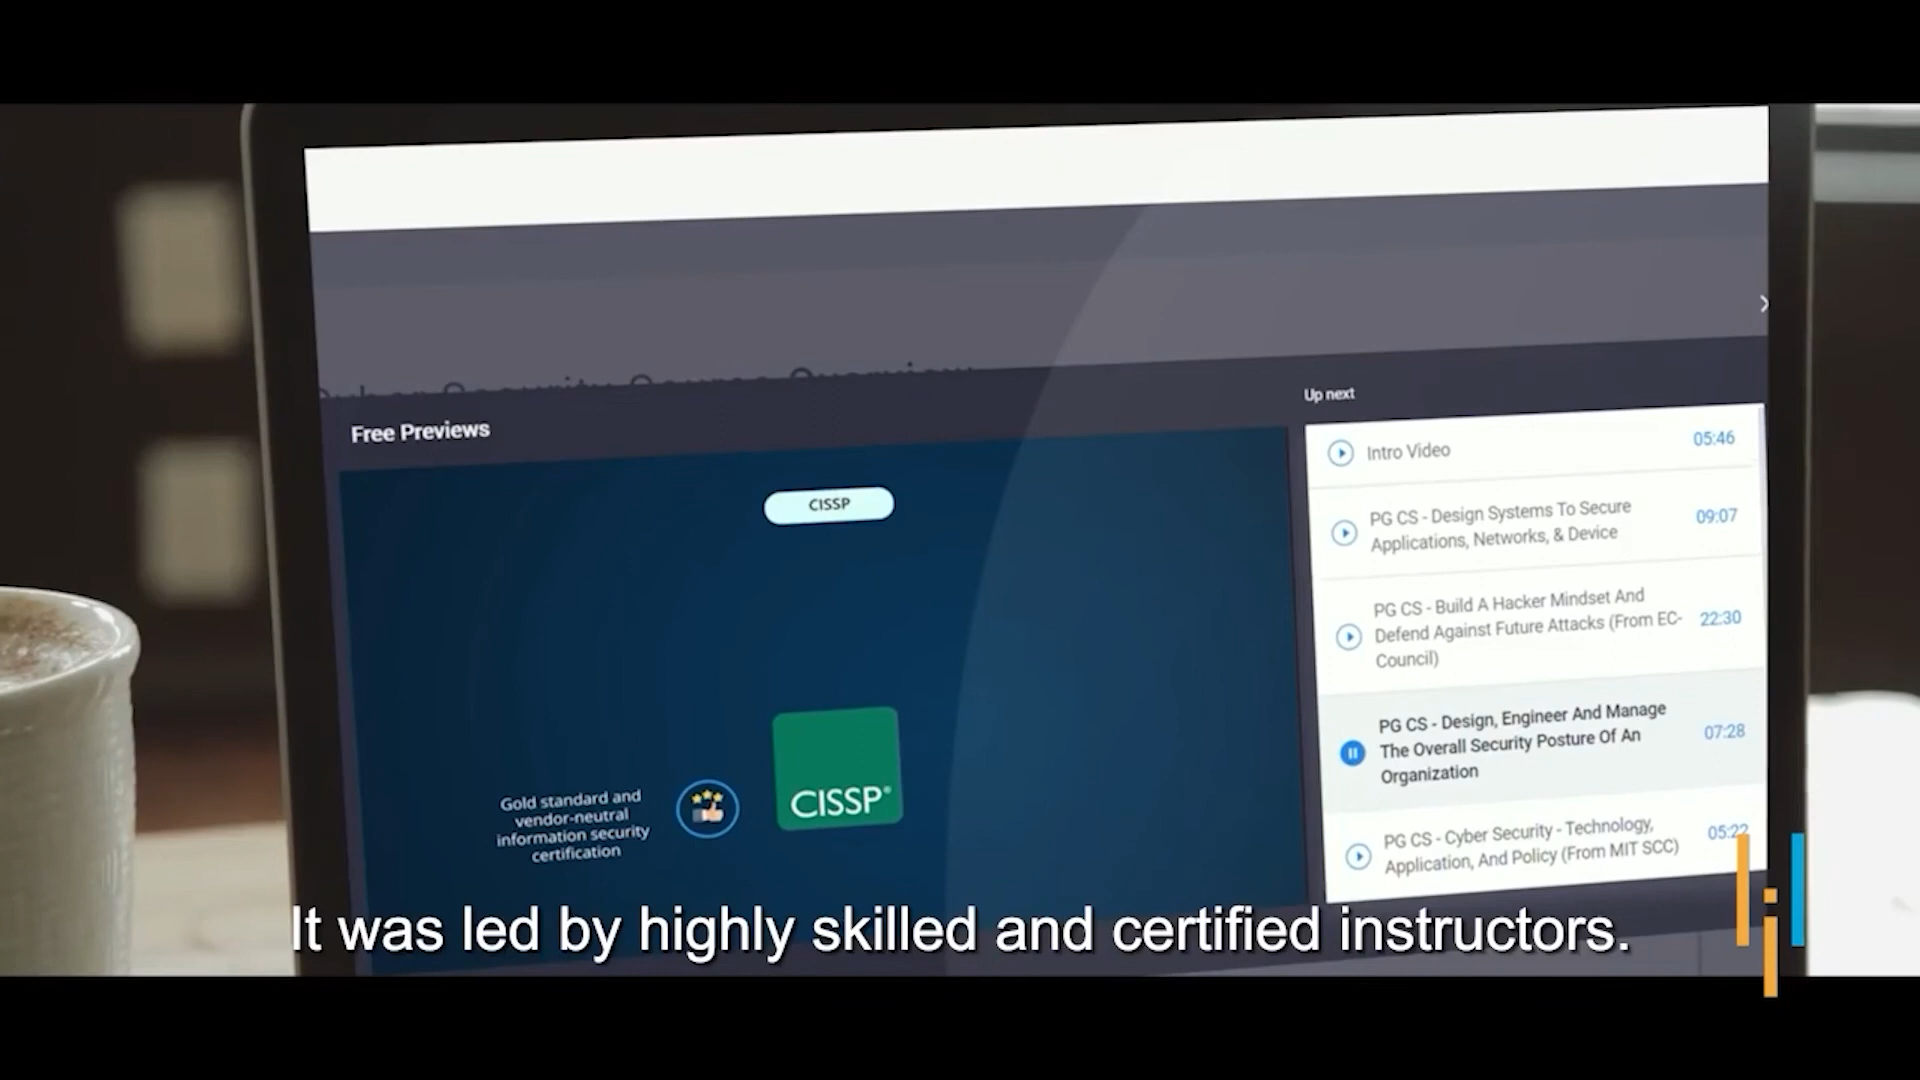 Free Previews
CISSP
Gold standard and
vendor-neutral
information security
certification
CISSP®
Up next
Intro Video 05:46
PG CS - Design Systems To Secure
Applications, Networks, & Device 09:07
PG CS - Build A Hacker Mindset And
Defend Against Future Attacks (From EC-
Council) 22:30
PG CS - Design, Engineer And Manage
The Overall Security Posture Of An
Organization 07:28
PG CS - Cyber Security - Technology,
Application, And Policy (From MIT SCC) 05:22
It was led by highly skilled and certified instructors.